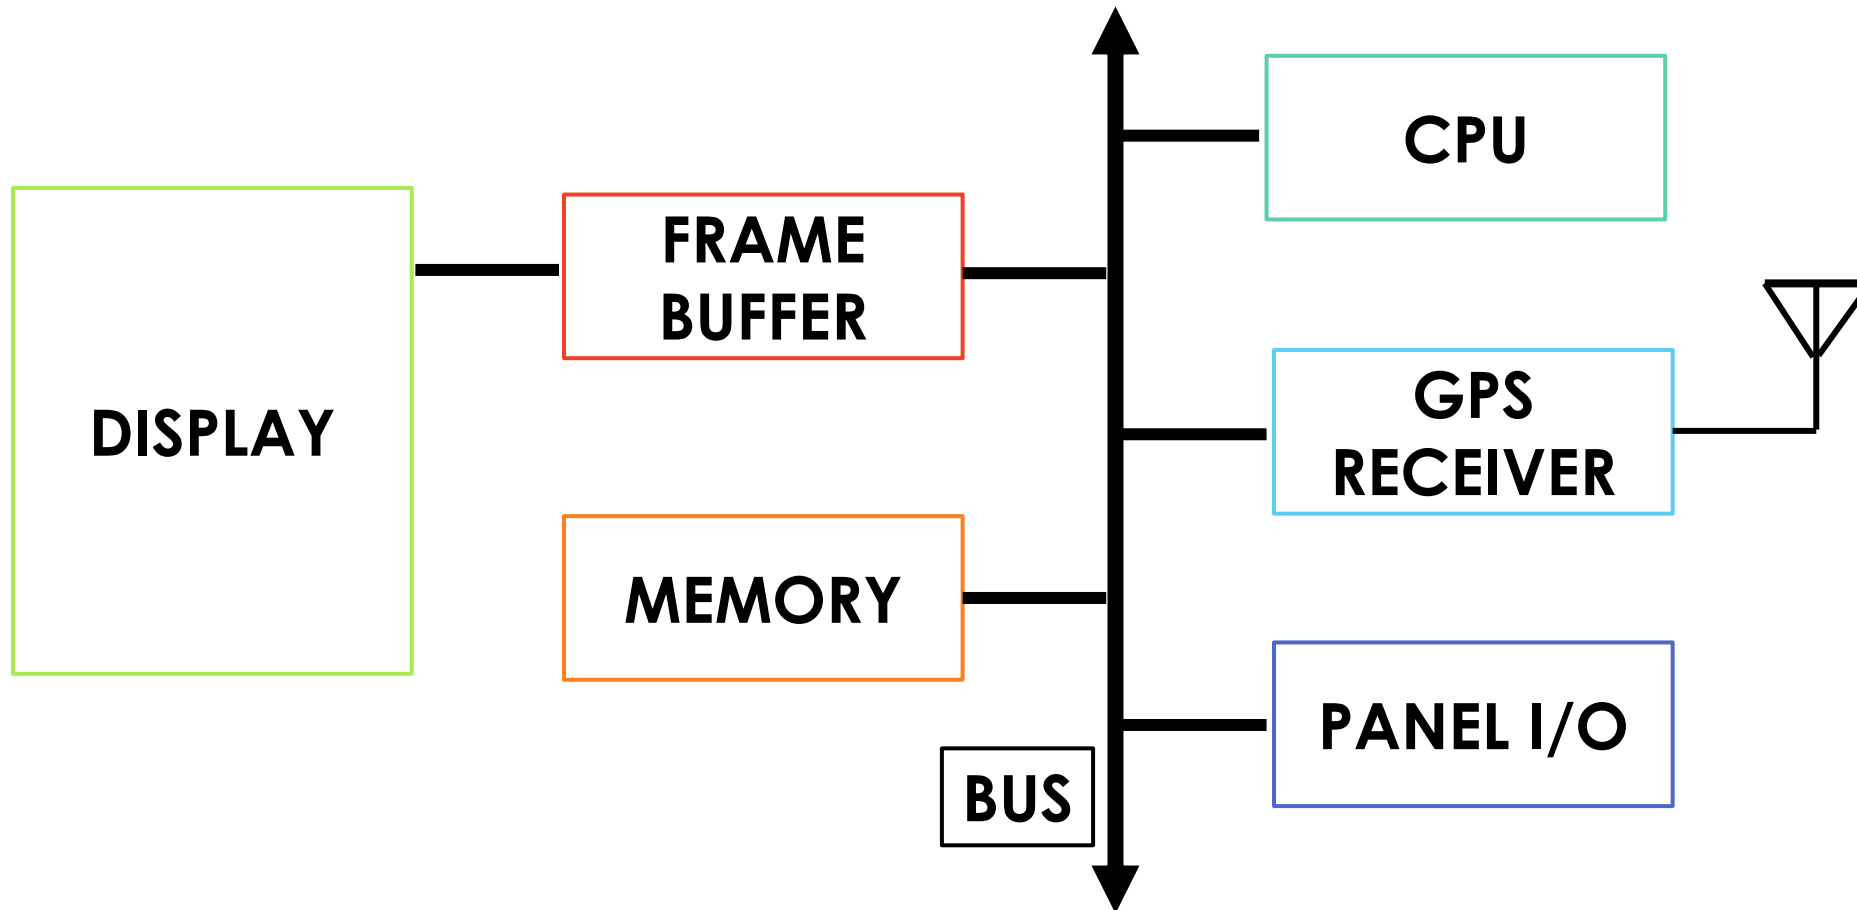 CPU
FRAME
BUFFER
DISPLAY
GPS
RECEIVER
MEMORY
PANEL I/O
BUS